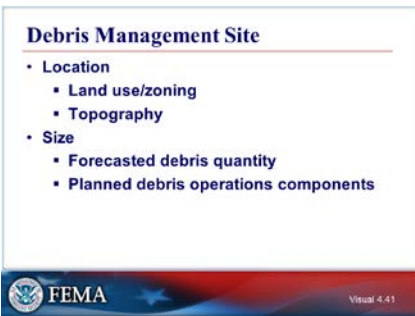 Debris Management Site
• Location
▪ Land use/zoning
▪ Topography
• Size
▪ Forecasted debris quantity
▪ Planned debris operations components
FEMA
Visual 4.41